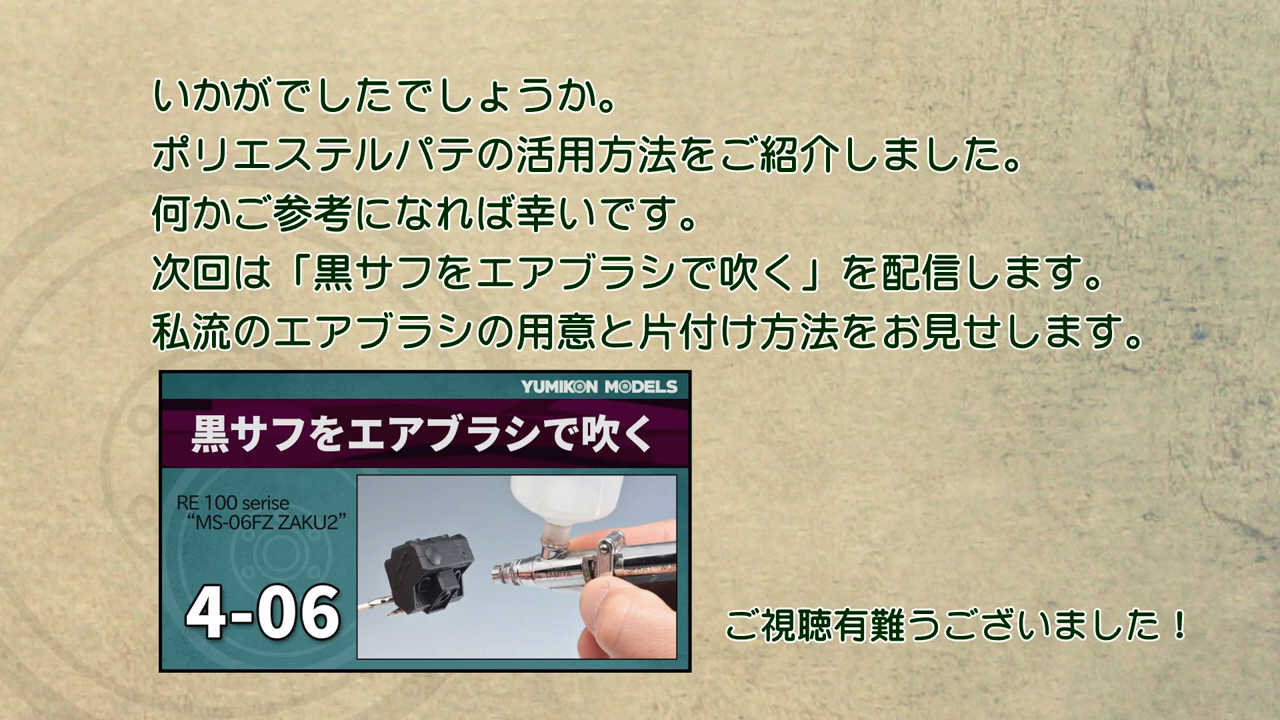 いかがでしたでしょうか。
ポリエステルパテの活用方法をご紹介しました。
何かご参考になれば幸いです。
次回は「黒サフをエアブラシで吹く」を配信します。
私流のエアブラシの用意と片付け方法をお見せします。
YUMIKON MODELS
黒サフをエアブラシで吹く
RE 100 serise
“MS-06FZ ZAKU2”
4-06
TAMIYA
ご視聴有難うございました！